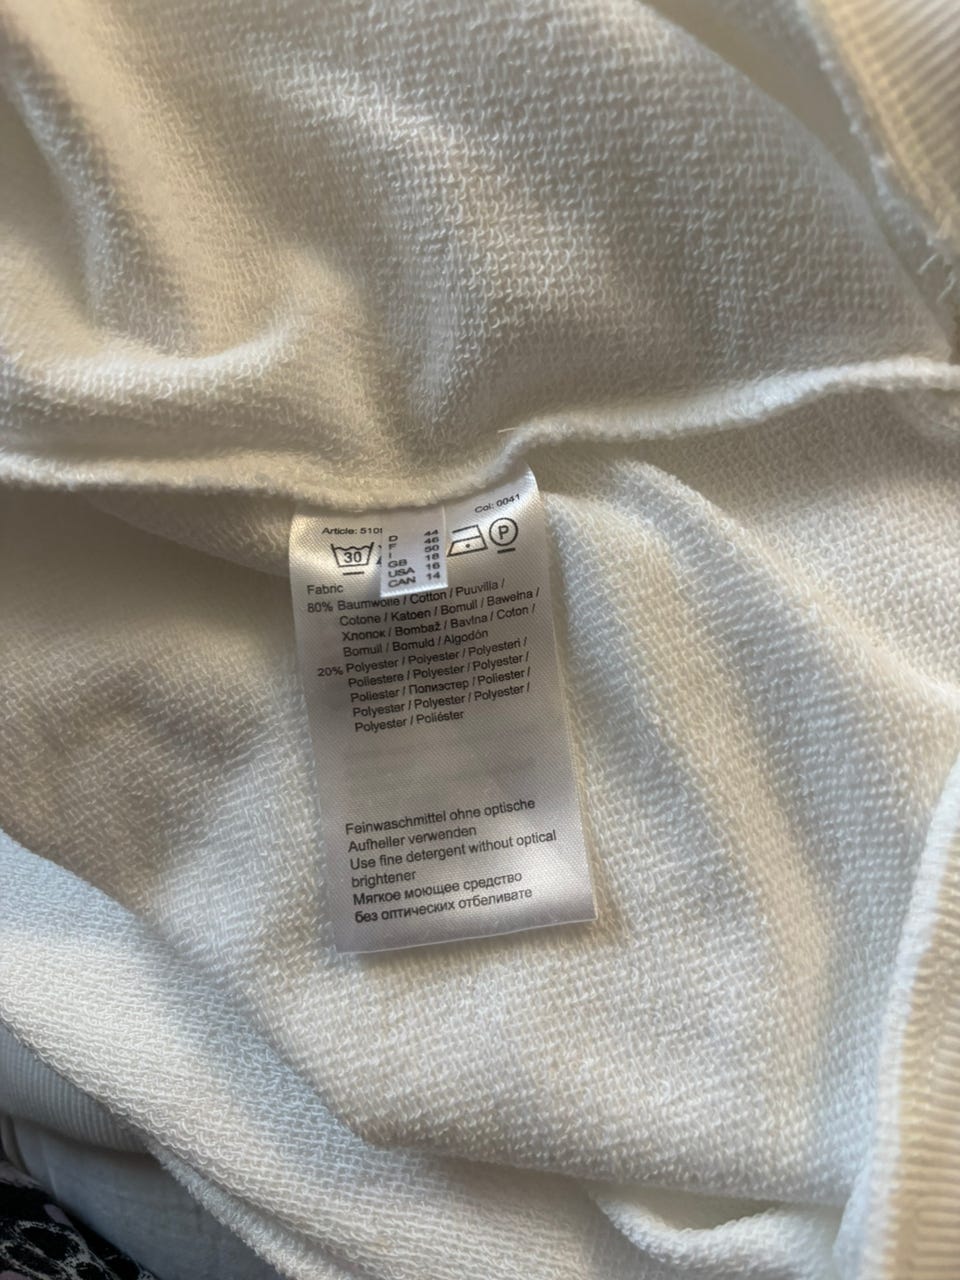 Col: 0041
Article: 510
30
P
D 44
F 46
I 50
GB 18
USA 16
CAN 14
Fabric
80% Baumwolle / Cotton / Puuvilla /
Cotone / Katoen / Bomull / Bawełna /
Хлопок / Bombaž / Bavlna / Coton /
Bomull / Bomuld / Algodón
20% Polyester / Polyester / Polyesteri /
Poliestere / Polyester / Polyester /
Poliester / Полиэстер / Poliester /
Polyester / Polyester / Polyester /
Polyester / Poliéster
Feinwaschmittel ohne optische
Aufheller verwenden
Use fine detergent without optical
brightener
Мягкое моющее средство
без оптических отбеливате